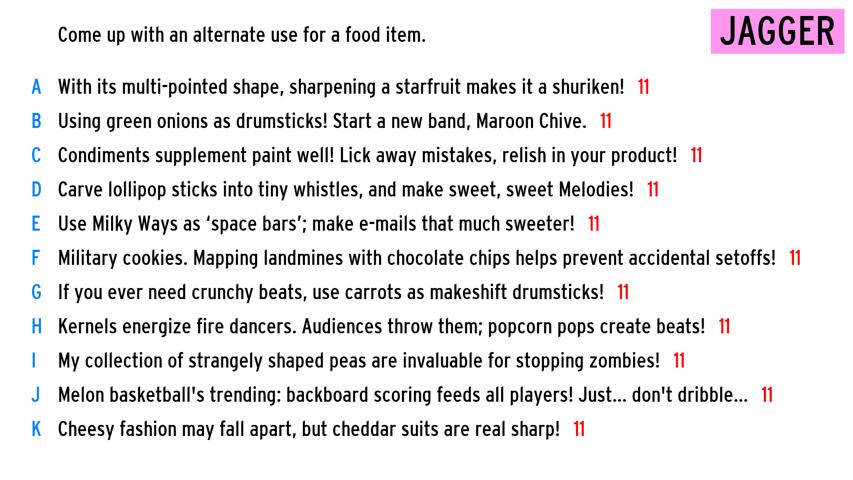 Come up with an alternate use for a food item.
JAGGER
A With its multi-pointed shape, sharpening a starfruit makes it a shuriken! 11
B Using green onions as drumsticks! Start a new band, Maroon Chive. 11
C Condiments supplement paint well! Lick away mistakes, relish in your product! 11
D Carve lollipop sticks into tiny whistles, and make sweet, sweet Melodies! 11
E Use Milky Ways as ‘space bars’; make e-mails that much sweeter! 11
F Military cookies. Mapping landmines with chocolate chips helps prevent accidental setoffs! 11
G If you ever need crunchy beats, use carrots as makeshift drumsticks! 11
H Kernels energize fire dancers. Audiences throw them; popcorn pops create beats! 11
I My collection of strangely shaped peas are invaluable for stopping zombies! 11
J Melon basketball's trending: backboard scoring feeds all players! Just... don't dribble... 11
K Cheesy fashion may fall apart, but cheddar suits are real sharp! 11